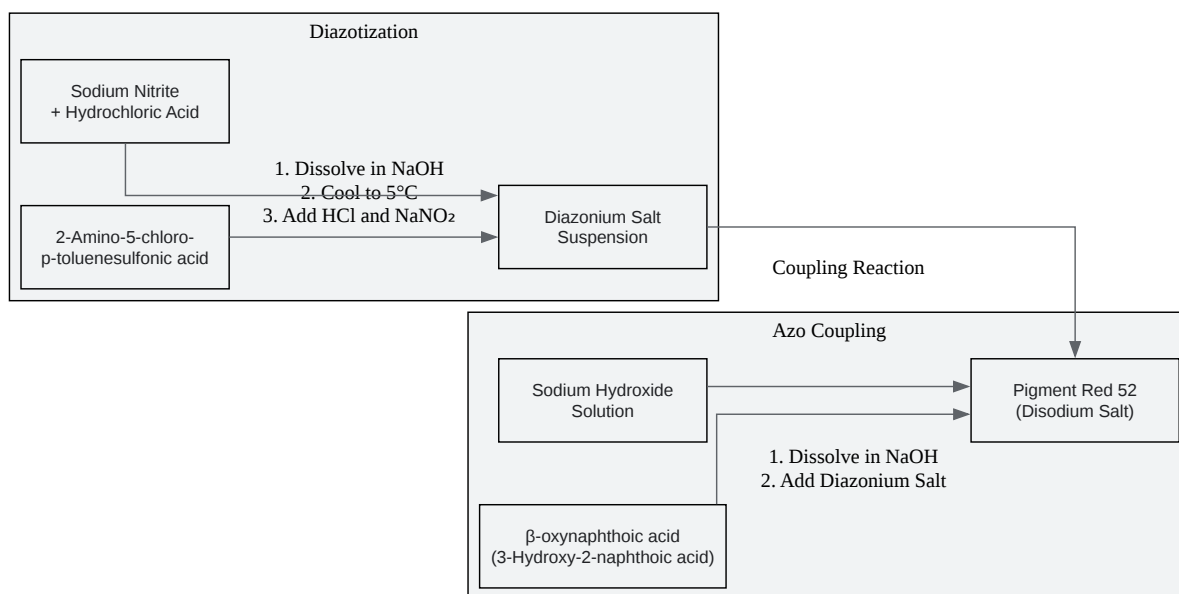 Diazotization
Sodium Nitrite
+ Hydrochloric Acid
1. Dissolve in NaOH
2. Cool to 5°C
3. Add HCl and NaNO₂
2-Amino-5-chloro-
p-toluenesulfonic acid
Diazonium Salt
Suspension
Coupling Reaction
Azo Coupling
Sodium Hydroxide
Solution
Pigment Red 52
(Disodium Salt)
1. Dissolve in NaOH
2. Add Diazonium Salt
β-oxynaphthoic acid
(3-Hydroxy-2-naphthoic acid)